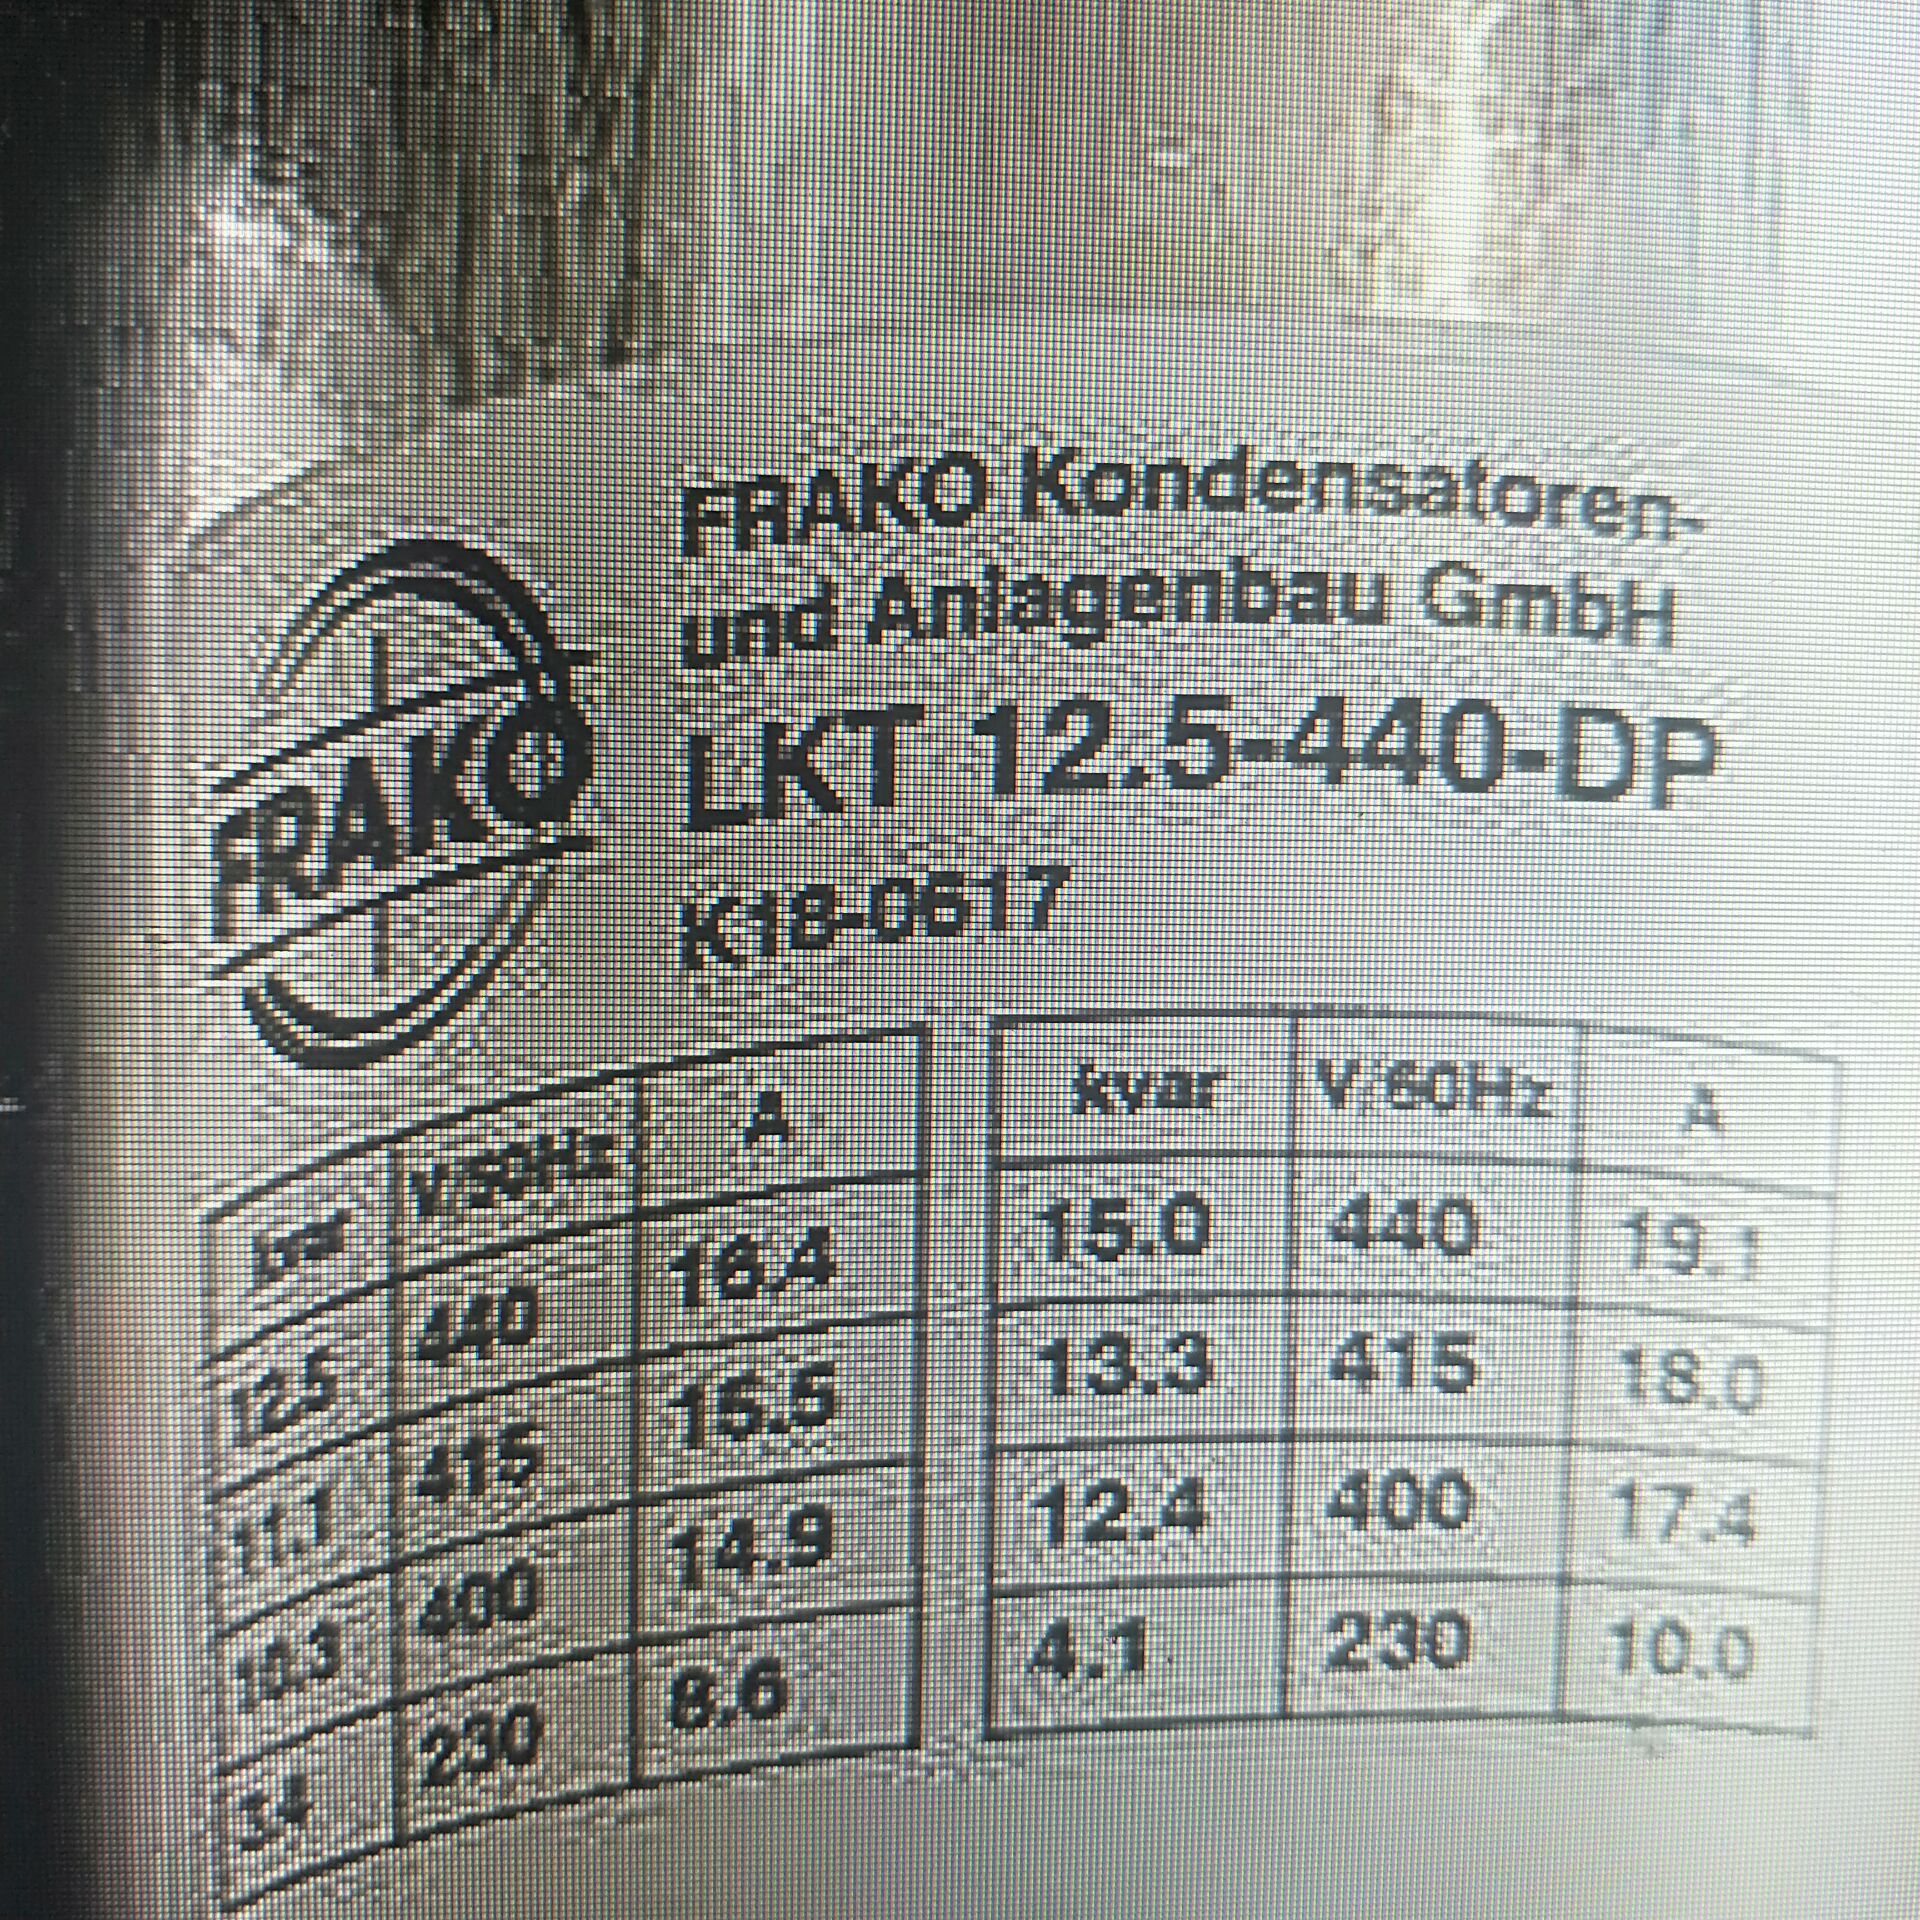 FRAKO
FRAKO Kondensatoren-
und Anlagenbau GmbH
LKT 12.5-440-DP
K18-0617
kvar V/50Hz A
12.5 440 16.4
11.1 415 15.5
10.3 400 14.9
3.4 230 8.6
kvar V/60Hz A
15.0 440 19.1
13.3 415 18.0
12.4 400 17.4
4.1 230 10.0